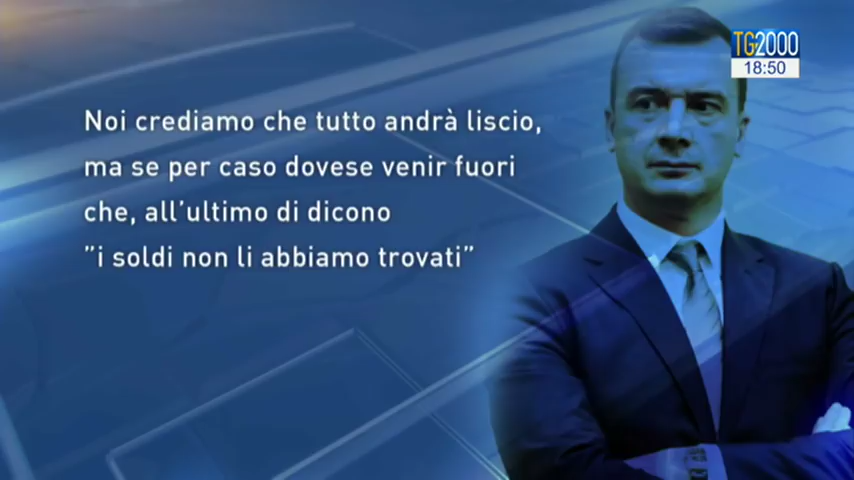 TG2000
18:50
Noi crediamo che tutto andrà liscio,
ma se per caso dovese venir fuori
che, all'ultimo di dicono
"i soldi non li abbiamo trovati"